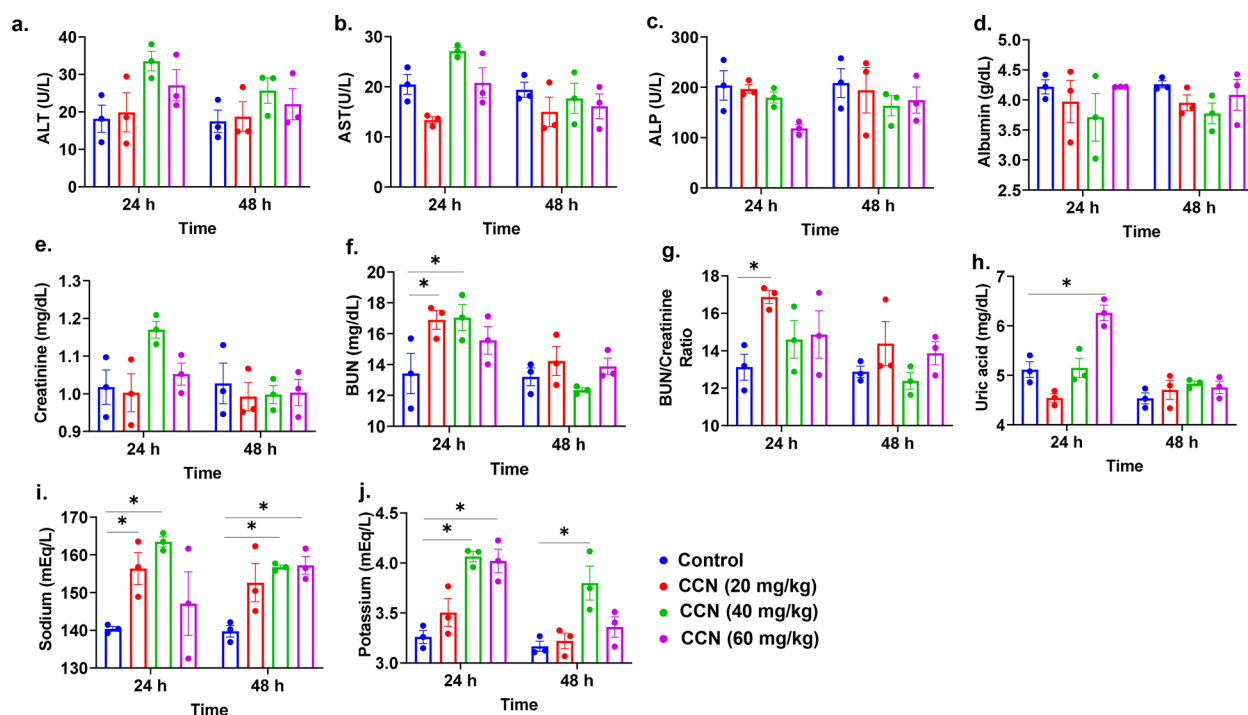 a.
ALT (U/L)
40
30
20
10
0
24 h
48 h
Time
b.
AST(U/L)
30
20
10
0
24 h
48 h
Time
c.
ALP (U/L)
300
200
100
0
24 h
48 h
Time
d.
Albumin (g/dL)
5.0
4.5
4.0
3.5
3.0
2.5
24 h
48 h
Time
e.
Creatinine (mg/dL)
1.3
1.2
1.1
1.0
0.9
24 h
48 h
Time
f.
BUN (mg/dL)
20
18
16
14
12
10
*
*
24 h
48 h
Time
g.
BUN/Creatinine
Ratio
18
16
14
12
10
*
24 h
48 h
Time
h.
Uric acid (mg/dL)
7
6
5
4
*
24 h
48 h
Time
i.
Sodium (mEq/L)
170
160
150
140
130
*
*
*
*
24 h
48 h
Time
j.
Potassium (mEq/L)
4.5
4.0
3.5
3.0
*
*
*
24 h
48 h
Time
Control
CCN (20 mg/kg)
CCN (40 mg/kg)
CCN (60 mg/kg)